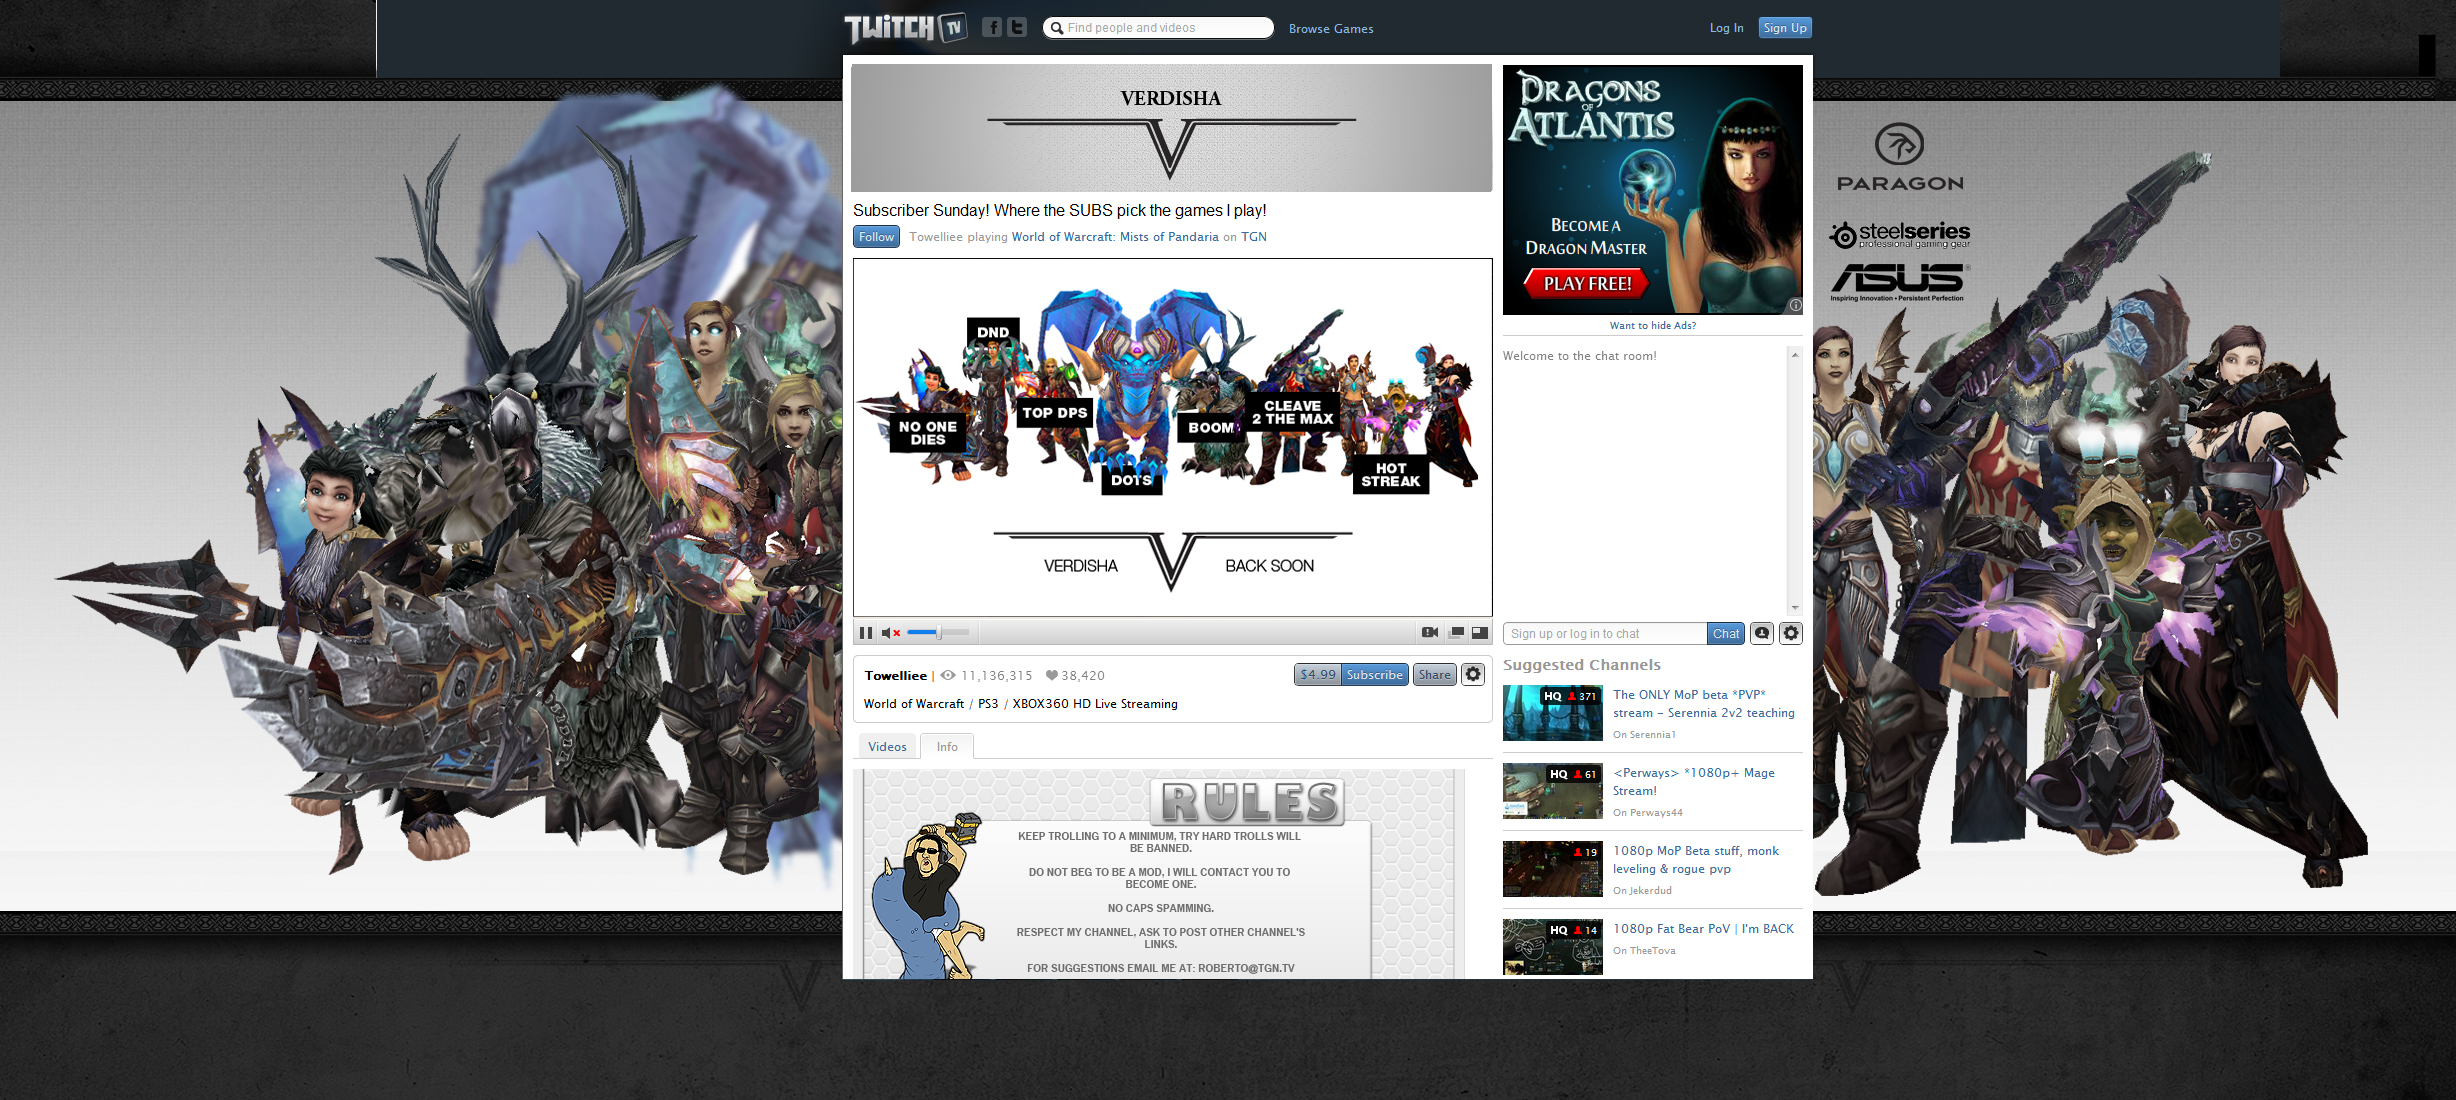 TWITCH TV
Find people and videos
Browse Games
Log In
Sign Up
VERDISHA
Subscriber Sunday! Where the SUBS pick the games I play!
Follow
Towelliee playing World of Warcraft: Mists of Pandaria on TGN
DND
NO ONE
DIES
TOP DPS
DOTS
BOOM
CLEAVE
2 THE MAX
HOT
STREAK
VERDISHA
BACK SOON
Towelliee | 11,136,315 38,420
$4.99 Subscribe
Share
World of Warcraft / PS3 / XBOX360 HD Live Streaming
Videos
Info
RULES
KEEP TROLLING TO A MINIMUM, TRY HARD TROLLS WILL
BE BANNED.
DO NOT BEG TO BE A MOD, I WILL CONTACT YOU TO
BECOME ONE.
NO CAPS SPAMMING.
RESPECT MY CHANNEL, ASK TO POST OTHER CHANNEL'S
LINKS.
FOR SUGGESTIONS EMAIL ME AT: ROBERTO@TGN.TV
DRAGONS
OF
ATLANTIS
BECOME A
DRAGON MASTER
PLAY FREE!
Want to hide Ads?
Welcome to the chat room!
Sign up or log in to chat
Chat
Suggested Channels
HQ 371
The ONLY MoP beta *PVP*
stream - Serennia 2v2 teaching
On Serennia1
HQ 61
<Perways> *1080p+ Mage
Stream!
On Perways44
19
1080p MoP Beta stuff, monk
leveling & rogue pvp
On Jekerdud
HQ 14
1080p Fat Bear PoV | I'm BACK
On TheeTova
PARAGON
steelseries
professional gaming gear
ASUS
Inspiring Innovation • Persistent Perfection